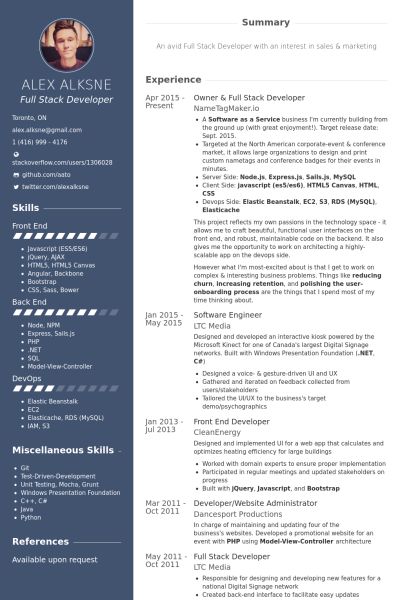 ALEX ALKSNE
Full Stack Developer
Toronto, ON
alex.alksne@gmail.com
1 (416) 999 - 4176
stackoverflow.com/users/1306028
github.com/aato
twitter.com/alexalksne
Skills
Front End
Javascript (ES5/ES6)
jQuery, AJAX
HTML5, HTML5 Canvas
Angular, Backbone
Bootstrap
CSS, Sass, Bower
Back End
Node, NPM
Express, Sails.js
PHP
.NET
SQL
Model-View-Controller
DevOps
Elastic Beanstalk
EC2
Elasticache, RDS (MySQL)
IAM, S3
Miscellaneous Skills
Git
Test-Driven-Development
Unit Testing, Mocha, Grunt
Windows Presentation Foundation
C++, C#
Java
Python
References
Available upon request
Summary
An avid Full Stack Developer with an interest in sales & marketing
Experience
Apr 2015 -
Present
Owner & Full Stack Developer
NameTagMaker.io
A Software as a Service business I'm currently building from
the ground up (with great enjoyment!). Target release date:
Sept. 2015.
Targeted at the North American corporate-event & conference
market, it allows large organizations to design and print
custom nametags and conference badges for their events in
minutes.
Server Side: Node.js, Express.js, Sails.js, MySQL
Client Side: javascript (es5/es6), HTML5 Canvas, HTML,
CSS
Devops Side: Elastic Beanstalk, EC2, S3, RDS (MySQL),
Elasticache
This project reflects my own passions in the technology space - it
allows me to craft beautiful, functional user interfaces on the
front end, and robust, maintainable code on the backend. It also
gives me the opportunity to work on architecting a highly-
scalable app on the devops side.
However what I'm most-excited about is that I get to work on
complex & interesting business problems. Things like reducing
churn, increasing retention, and polishing the user-
onboarding process are the things that I spend most of my
time thinking about.
Jan 2015 -
May 2015
Software Engineer
LTC Media
Designed and developed an interactive kiosk powered by the
Microsoft Kinect for one of Canada's largest Digital Signage
networks. Built with Windows Presentation Foundation (.NET,
C#)
Designed a voice- & gesture-driven UI and UX
Gathered and iterated on feedback collected from
users/stakeholders
Tailored the UI/UX to the business's target
demo/psychographics
Jan 2013 -
Jul 2013
Front End Developer
CleanEnergy
Designed and implemented UI for a web app that calculates and
optimizes heating efficiency for large buildings
Worked with domain experts to ensure proper implementation
Participated in regular meetings and updated stakeholders on
progress
Built with jQuery, Javascript, and Bootstrap
Mar 2011 -
Oct 2011
Developer/Website Administrator
Dancesport Productions
In charge of maintaining and updating four of the
business's websites. Developed a promotional website for an
event with PHP using Model-View-Controller architecture
May 2011 -
Oct 2011
Full Stack Developer
LTC Media
Responsible for designing and developing new features for a
national Digital Signage network
Created back-end interface to facilitate easy updates